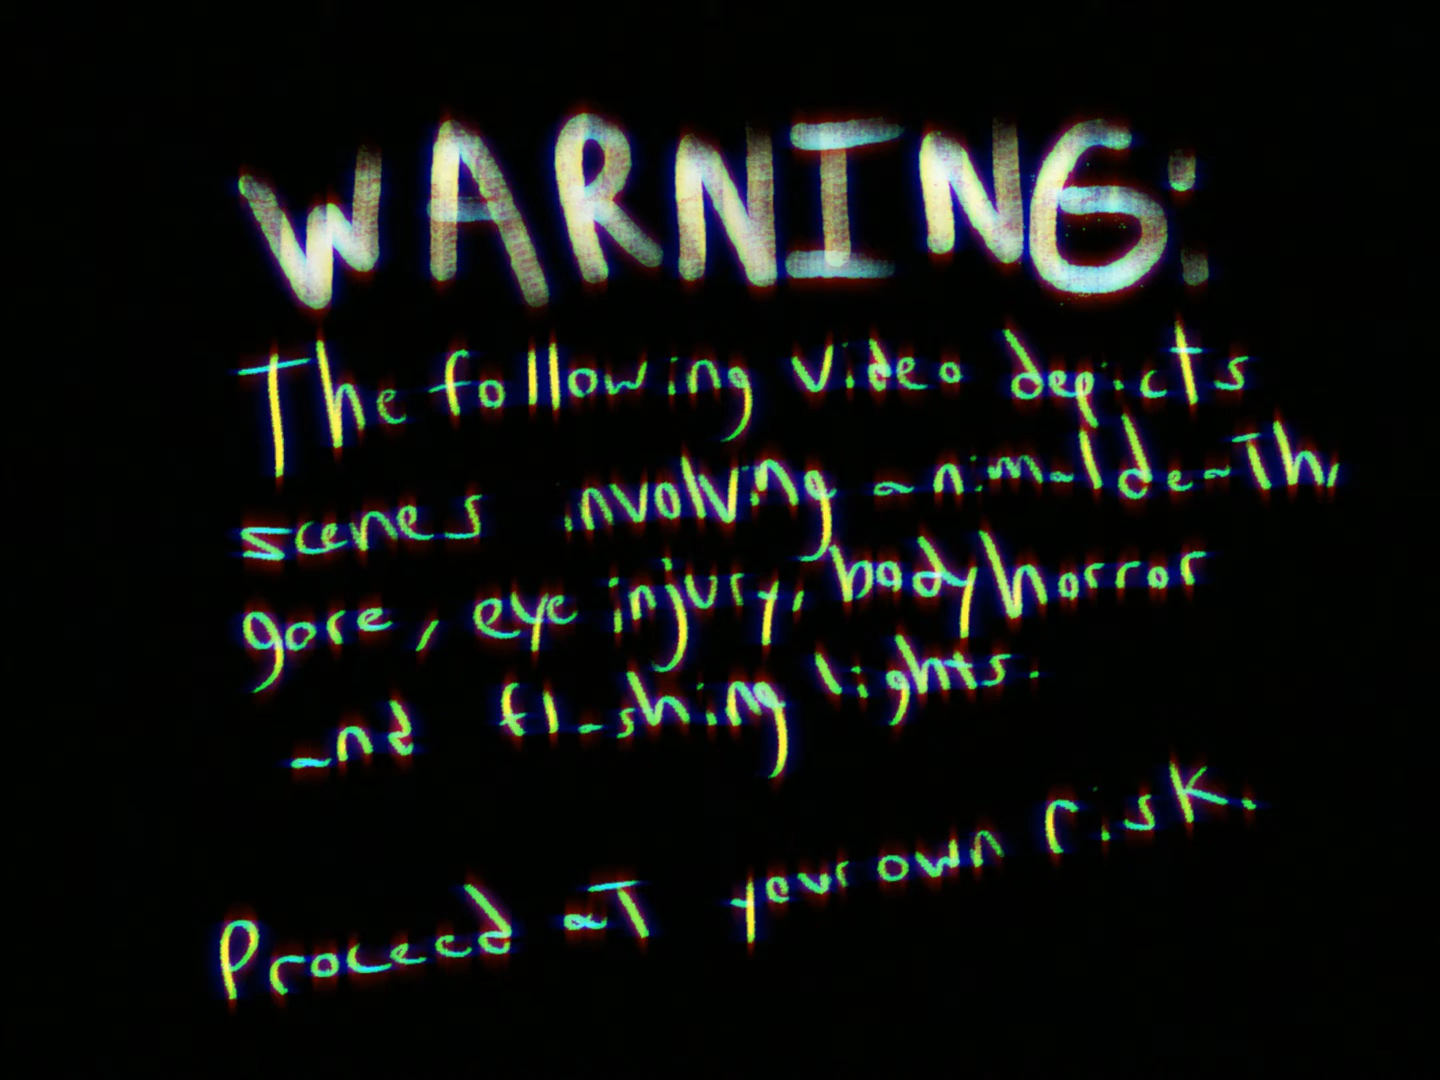 WARNING:
The following video depicts
scenes involving animal death,
gore, eye injury, body horror
and flashing lights.
Proceed at your own risk.